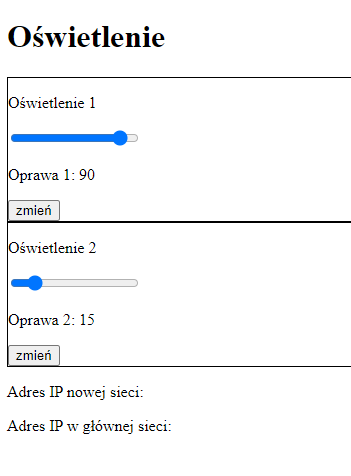 Oświetlenie
Oświetlenie 1
Oprawa 1: 90
zmień
Oświetlenie 2
Oprawa 2: 15
zmień
Adres IP nowej sieci:
Adres IP w głównej sieci: